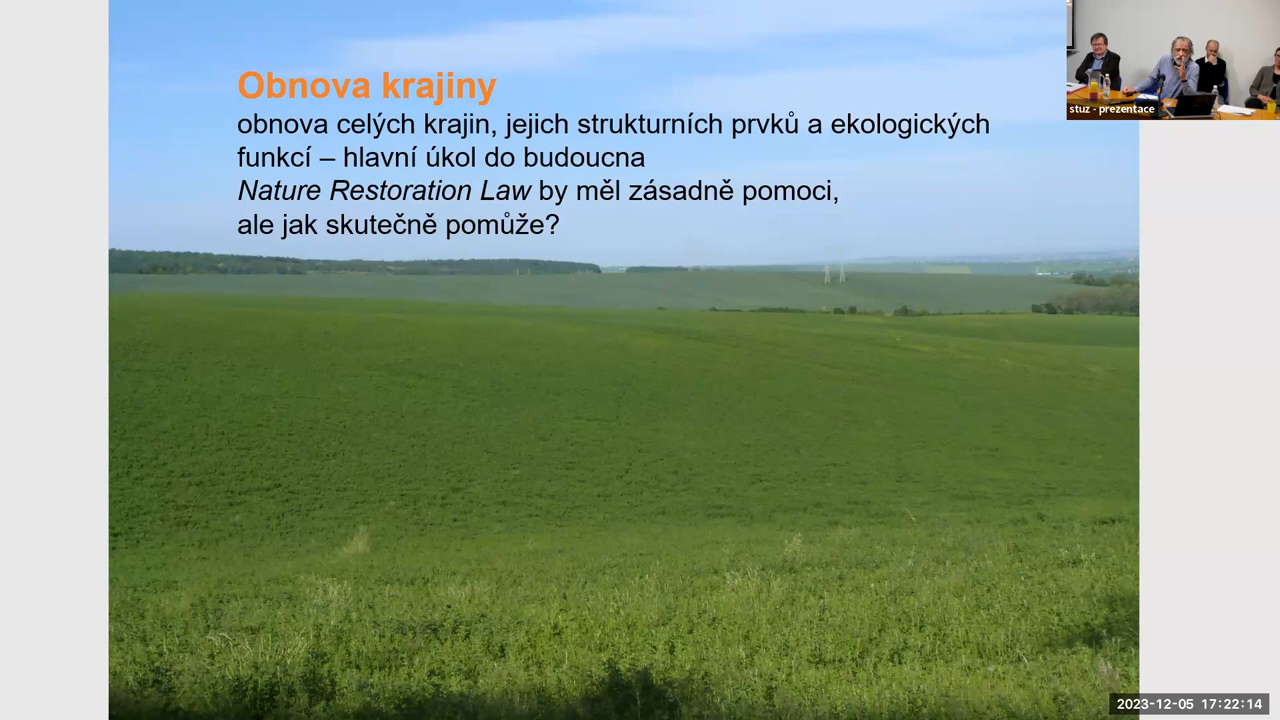 Obnova krajiny
obnova celých krajin, jejich strukturních prvků a ekologických
funkcí – hlavní úkol do budoucna
Nature Restoration Law by měl zásadně pomoci,
ale jak skutečně pomůže?
stuz - prezentace
2023-12-05 17:22:14